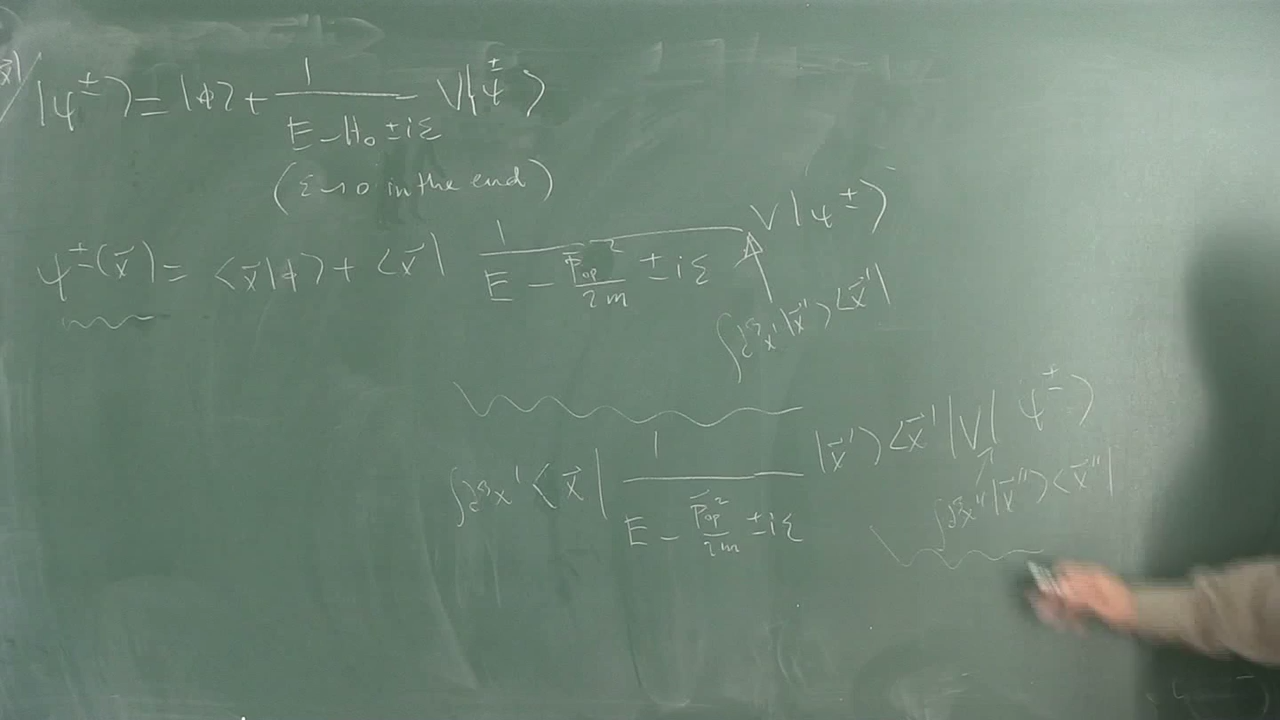 |ψ^±⟩ = |ϕ⟩ + 1/(E − H₀ ± iε) V|ψ^±⟩
(ε→0 in the end)
ψ^±(x⃗) = ⟨x⃗|ϕ⟩ + ⟨x⃗| 1/(E − p⃗_op²/2m ± iε) V|ψ^±⟩
∫d³x'|x⃗'⟩⟨x⃗'|
∫d³x' ⟨x⃗| 1/(E − p⃗_op²/2m ± iε) |x⃗'⟩⟨x⃗'|V|ψ^±⟩
∫d³x''|x⃗''⟩⟨x⃗''|